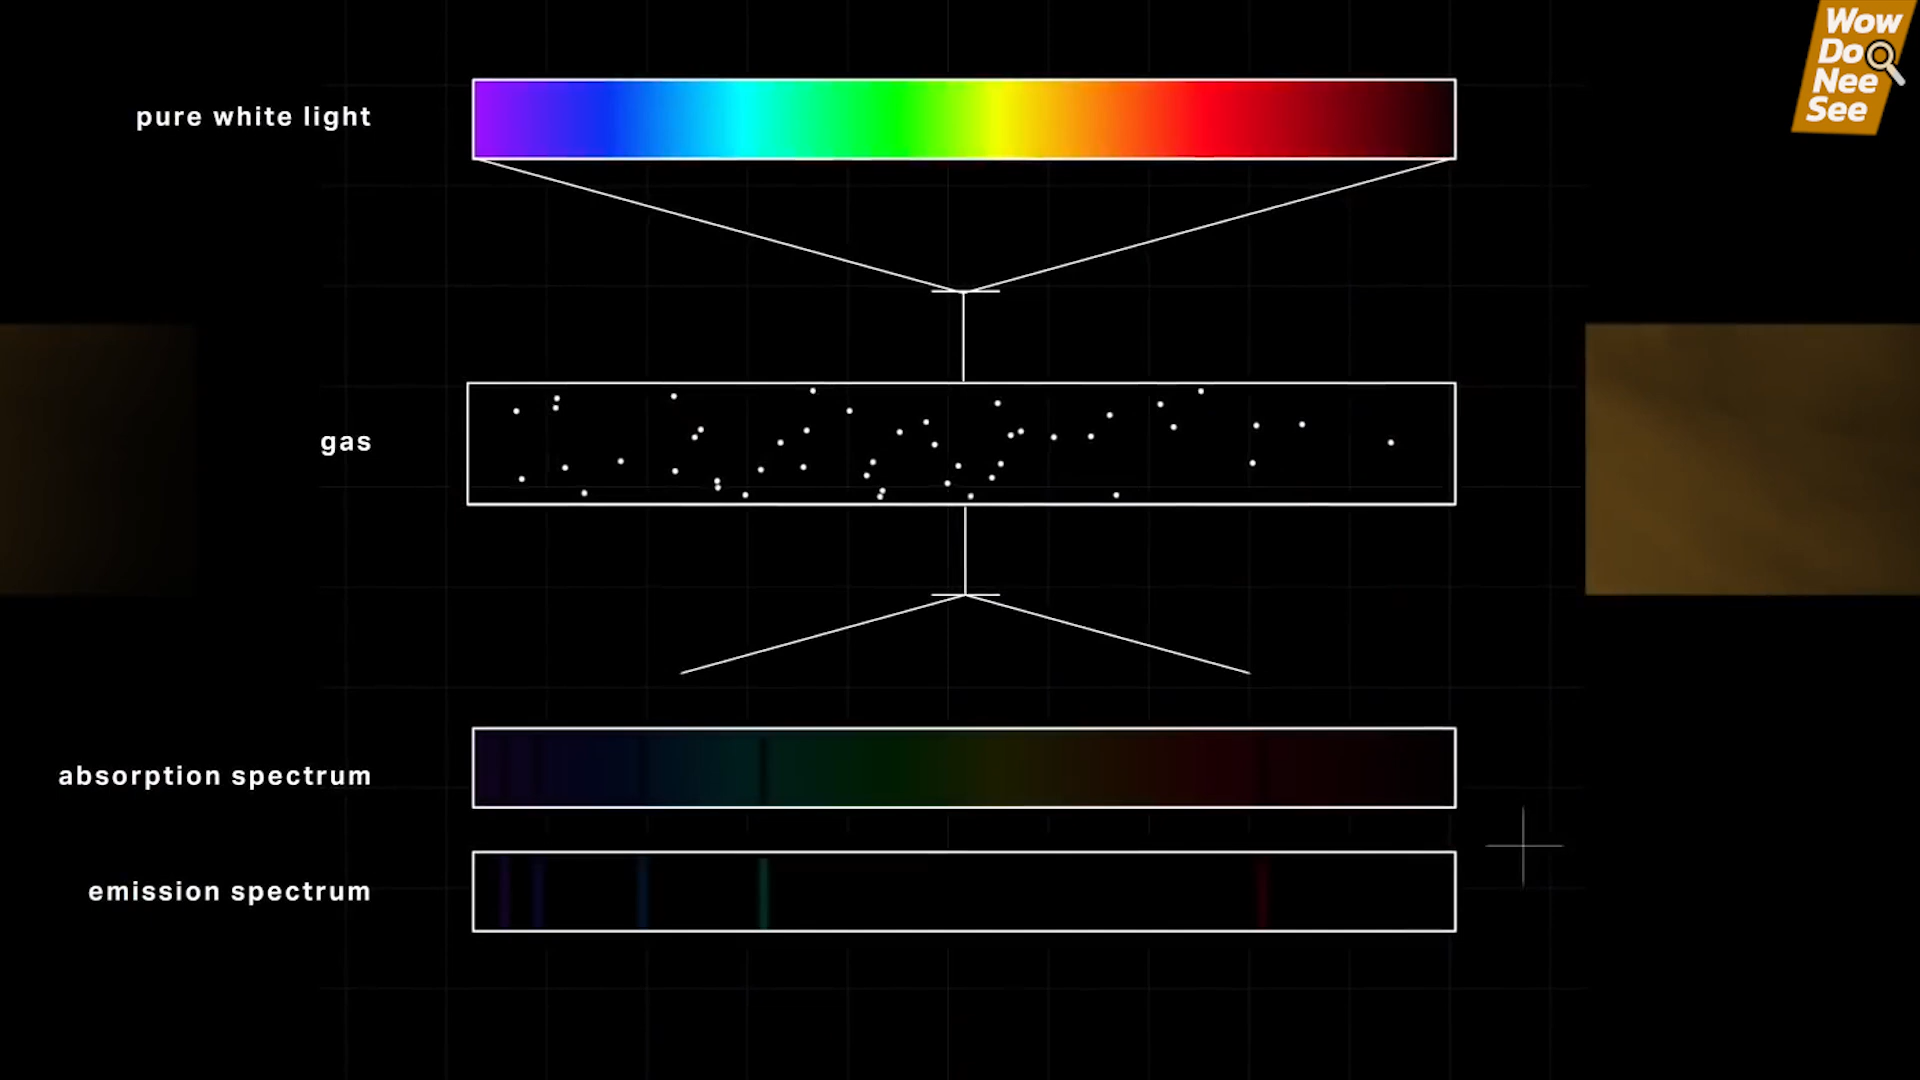 Wow
Do
Nee
See
pure white light
gas
absorption spectrum
emission spectrum